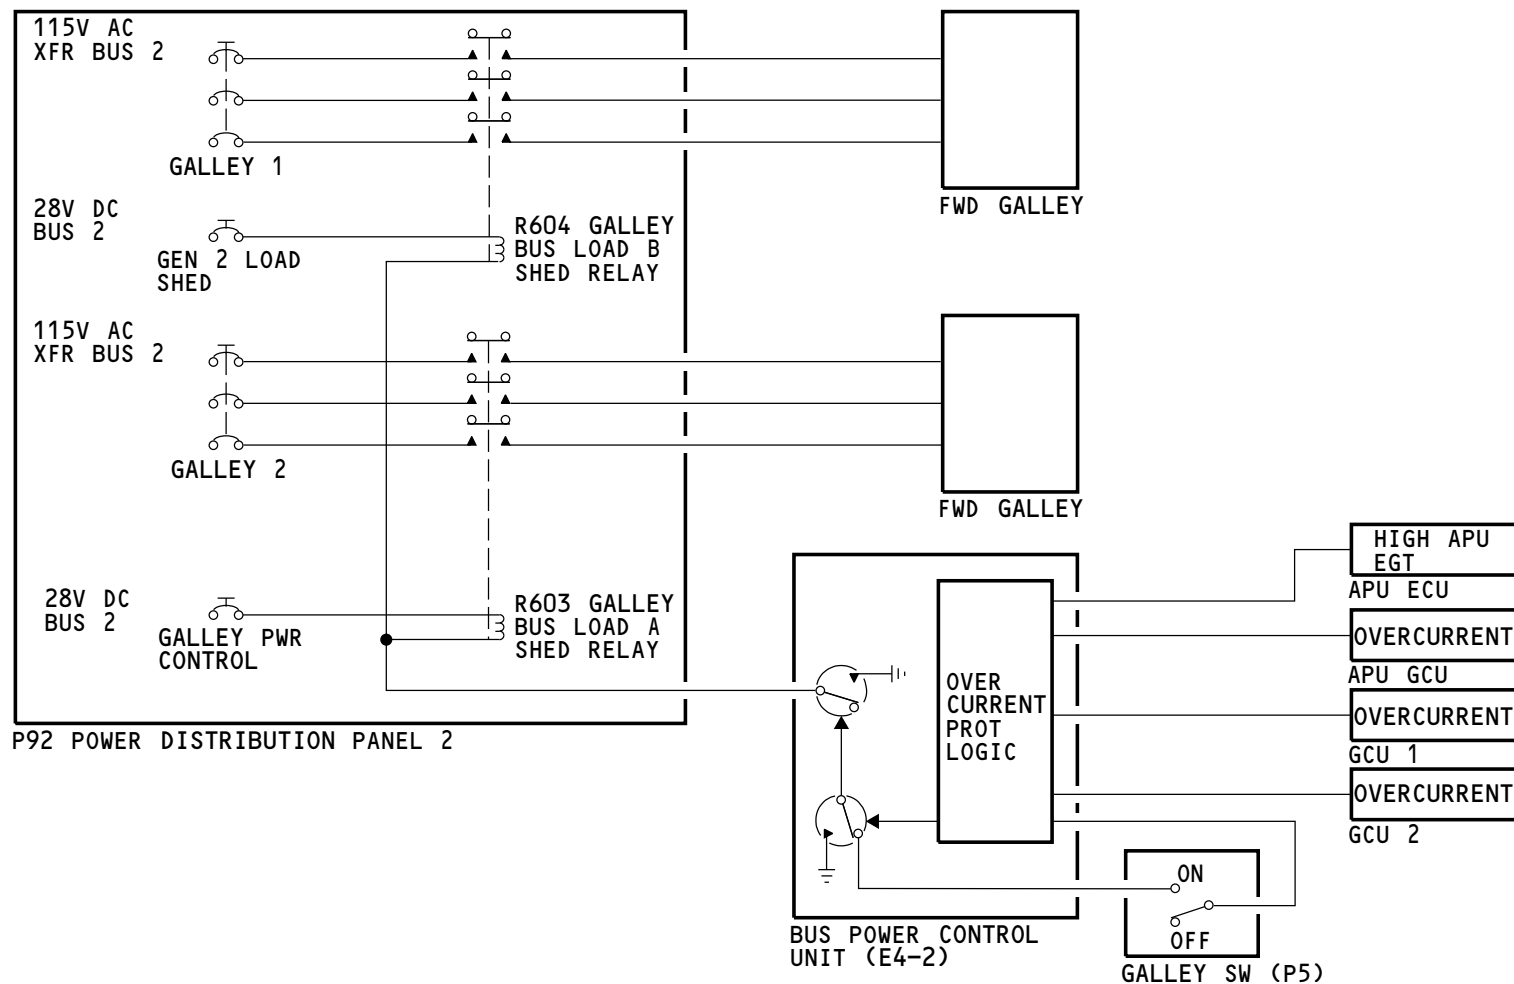 115V AC
XFR BUS 2
GALLEY 1
28V DC
BUS 2
GEN 2 LOAD
SHED
R604 GALLEY
BUS LOAD B
SHED RELAY
FWD GALLEY
115V AC
XFR BUS 2
GALLEY 2
28V DC
BUS 2
GALLEY PWR
CONTROL
R603 GALLEY
BUS LOAD A
SHED RELAY
FWD GALLEY
P92 POWER DISTRIBUTION PANEL 2
OVER
CURRENT
PROT
LOGIC
BUS POWER CONTROL
UNIT (E4-2)
HIGH APU
EGT
APU ECU
OVERCURRENT
APU GCU
OVERCURRENT
GCU 1
OVERCURRENT
GCU 2
ON
OFF
GALLEY SW (P5)